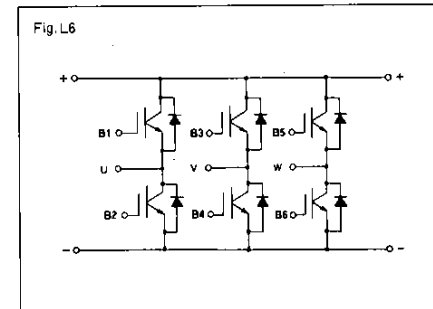 Fig. L6
+ +
B1 B3 B5
U V W
B2 B4 B6
− −